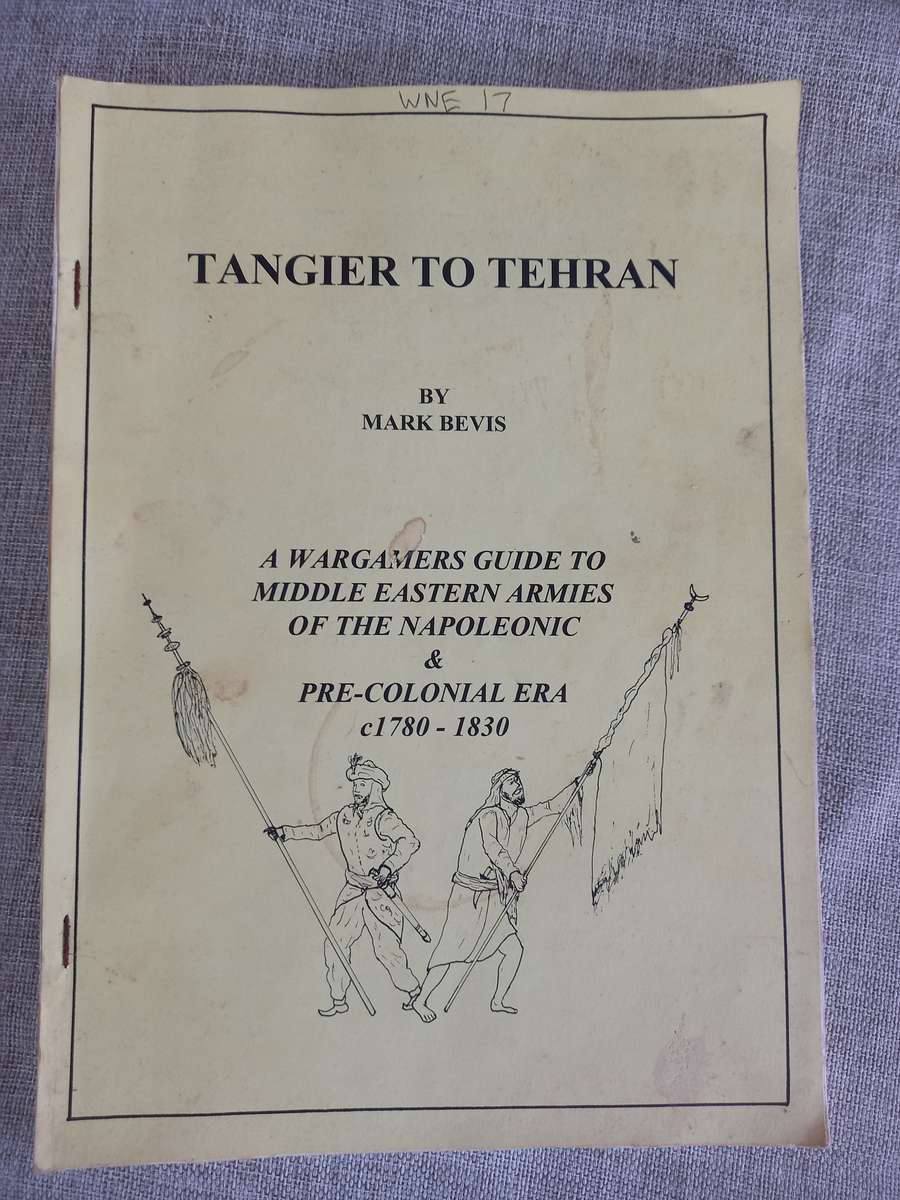 WNE 17
TANGIER TO TEHRAN
BY
MARK BEVIS
A WARGAMERS GUIDE TO
MIDDLE EASTERN ARMIES
OF THE NAPOLEONIC
&
PRE-COLONIAL ERA
c1780 - 1830